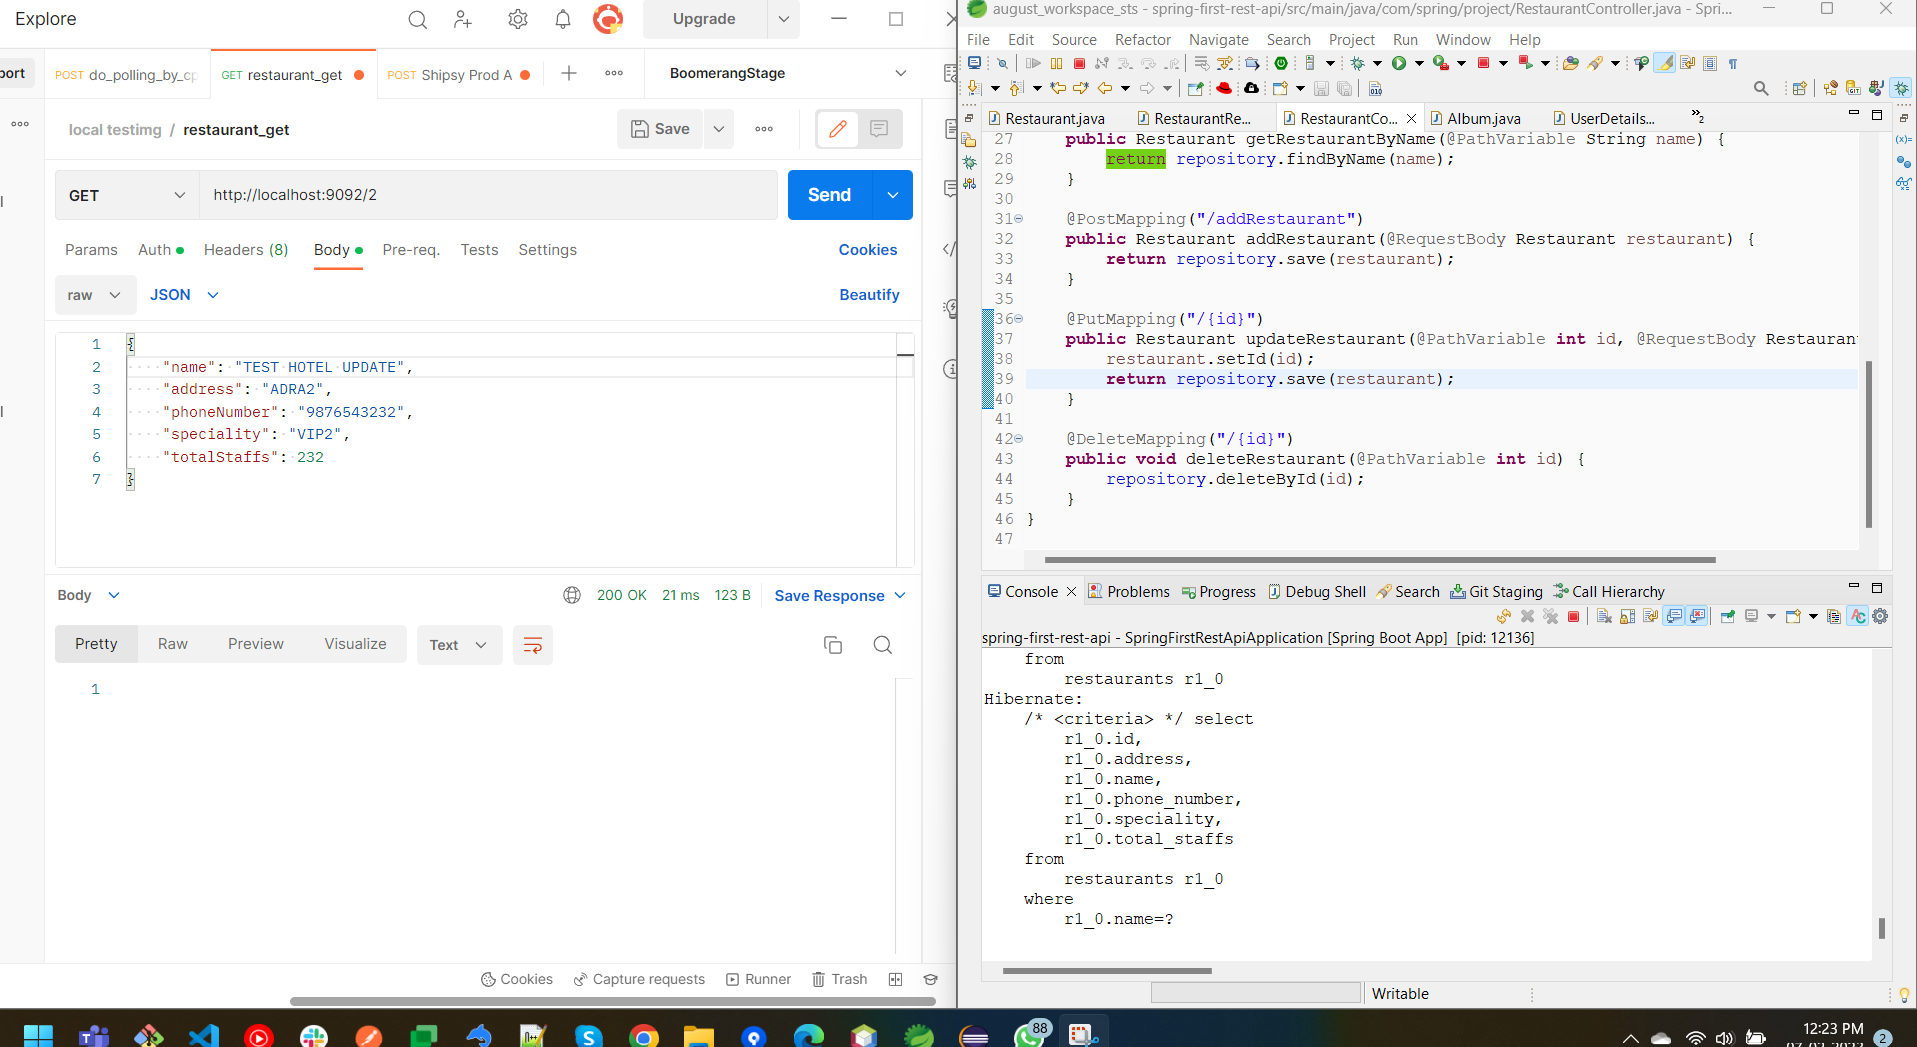 Explore
Upgrade
port
POST do_polling_by_cp
GET restaurant_get
POST Shipsy Prod A
BoomerangStage
local testimg / restaurant_get
Save
GET
http://localhost:9092/2
Send
Params
Auth
Headers (8)
Body
Pre-req.
Tests
Settings
Cookies
raw
JSON
Beautify
1 {
2 "name": "TEST HOTEL UPDATE",
3 "address": "ADRA2",
4 "phoneNumber": "9876543232",
5 "speciality": "VIP2",
6 "totalStaffs": 232
7 }
Body
200 OK 21 ms 123 B
Save Response
Pretty
Raw
Preview
Visualize
Text
1
Cookies
Capture requests
Runner
Trash
august_workspace_sts - spring-first-rest-api/src/main/java/com/spring/project/RestaurantController.java - Spri...
File Edit Source Refactor Navigate Search Project Run Window Help
Restaurant.java
RestaurantRe...
RestaurantCo...
Album.java
UserDetails...
»2
27 public Restaurant getRestaurantByName(@PathVariable String name) {
28 return repository.findByName(name);
29 }
30
31 @PostMapping("/addRestaurant")
32 public Restaurant addRestaurant(@RequestBody Restaurant restaurant) {
33 return repository.save(restaurant);
34 }
35
36 @PutMapping("/{id}")
37 public Restaurant updateRestaurant(@PathVariable int id, @RequestBody Restauran
38 restaurant.setId(id);
39 return repository.save(restaurant);
40 }
41
42 @DeleteMapping("/{id}")
43 public void deleteRestaurant(@PathVariable int id) {
44 repository.deleteById(id);
45 }
46 }
47
Console
Problems
Progress
Debug Shell
Search
Git Staging
Call Hierarchy
spring-first-rest-api - SpringFirstRestApiApplication [Spring Boot App] [pid: 12136]
from
restaurants r1_0
Hibernate:
/* <criteria> */ select
r1_0.id,
r1_0.address,
r1_0.name,
r1_0.phone_number,
r1_0.speciality,
r1_0.total_staffs
from
restaurants r1_0
where
r1_0.name=?
Writable
88
12:23 PM
2